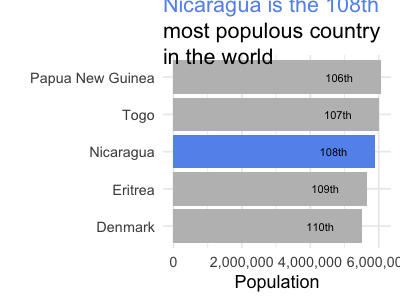 Nicaragua is the 108th
most populous country
in the world
Papua New Guinea 106th
Togo 107th
Nicaragua 108th
Eritrea 109th
Denmark 110th
0 2,000,000 4,000,000 6,000,00
Population